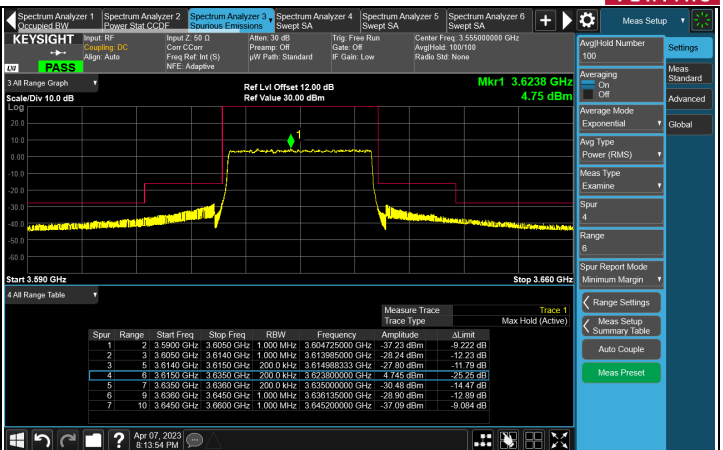 Spectrum Analyzer 1
Occupied BW
Spectrum Analyzer 2
Power Stat CCDF
Spectrum Analyzer 3
Spurious Emissions
Spectrum Analyzer 4
Swept SA
Spectrum Analyzer 5
Swept SA
Spectrum Analyzer 6
Swept SA
+
Meas Setup
KEYSIGHT
Input: RF
Coupling: DC
Align: Auto
Input Z: 50 Ω
Corr CCorr
Freq Ref: Int (S)
NFE: Adaptive
Atten: 30 dB
Preamp: Off
µW Path: Standard
Trig: Free Run
Gate: Off
IF Gain: Low
Center Freq: 3.555000000 GHz
Avg|Hold: 100/100
Radio Std: None
LXI
PASS
3 All Range Graph
Scale/Div 10.0 dB
Ref Lvl Offset 12.00 dB
Ref Value 30.00 dBm
Mkr1 3.6238 GHz
4.75 dBm
Log
20.0
10.0
0.00
-10.0
-20.0
-30.0
-40.0
-50.0
-60.0
1
Start 3.590 GHz
Stop 3.660 GHz
4 All Range Table
Measure Trace Trace 1
Trace Type Max Hold (Active)
Spur Range Start Freq Stop Freq RBW Frequency Amplitude ΔLimit
1 2 3.5900 GHz 3.6050 GHz 1.000 MHz 3.604725000 GHz -37.23 dBm -9.222 dB
2 3 3.6050 GHz 3.6140 GHz 1.000 MHz 3.613985000 GHz -28.24 dBm -12.23 dB
3 5 3.6140 GHz 3.6150 GHz 200.0 kHz 3.614988333 GHz -27.80 dBm -11.79 dB
4 6 3.6150 GHz 3.6350 GHz 200.0 kHz 3.623800000 GHz 4.745 dBm -25.25 dB
5 7 3.6350 GHz 3.6360 GHz 200.0 kHz 3.635000000 GHz -30.48 dBm -14.47 dB
6 9 3.6360 GHz 3.6450 GHz 1.000 MHz 3.636135000 GHz -28.90 dBm -12.89 dB
7 10 3.6450 GHz 3.6600 GHz 1.000 MHz 3.645200000 GHz -37.09 dBm -9.084 dB
Avg|Hold Number
100
Averaging
On
Off
Average Mode
Exponential
Avg Type
Power (RMS)
Meas Type
Examine
Spur
4
Range
6
Spur Report Mode
Minimum Margin
Range Settings
Meas Setup
Summary Table
Auto Couple
Meas Preset
Settings
Meas
Standard
Advanced
Global
?
Apr 07, 2023
8:13:54 PM